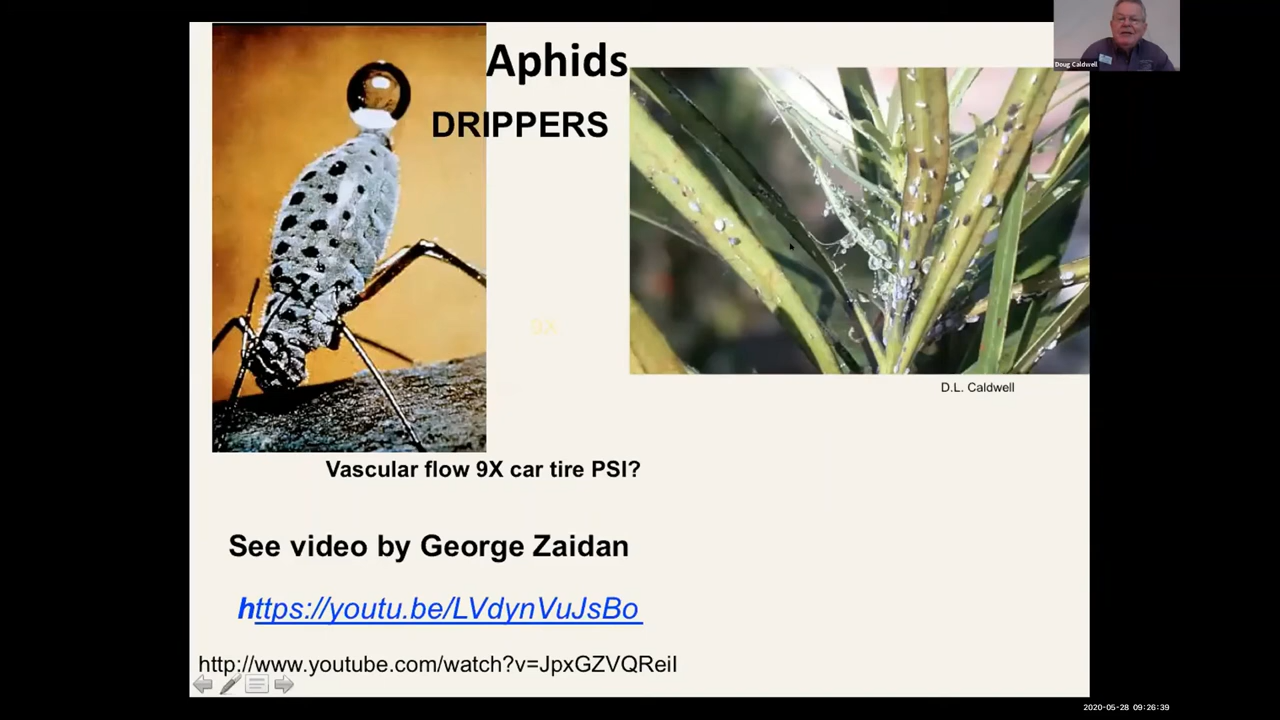 Aphids
DRIPPERS
Doug Caldwell
9X
D.L. Caldwell
Vascular flow 9X car tire PSI?
See video by George Zaidan
https://youtu.be/LVdynVuJsBo
http://www.youtube.com/watch?v=JpxGZVQReiI
2020-05-28 09:26:39